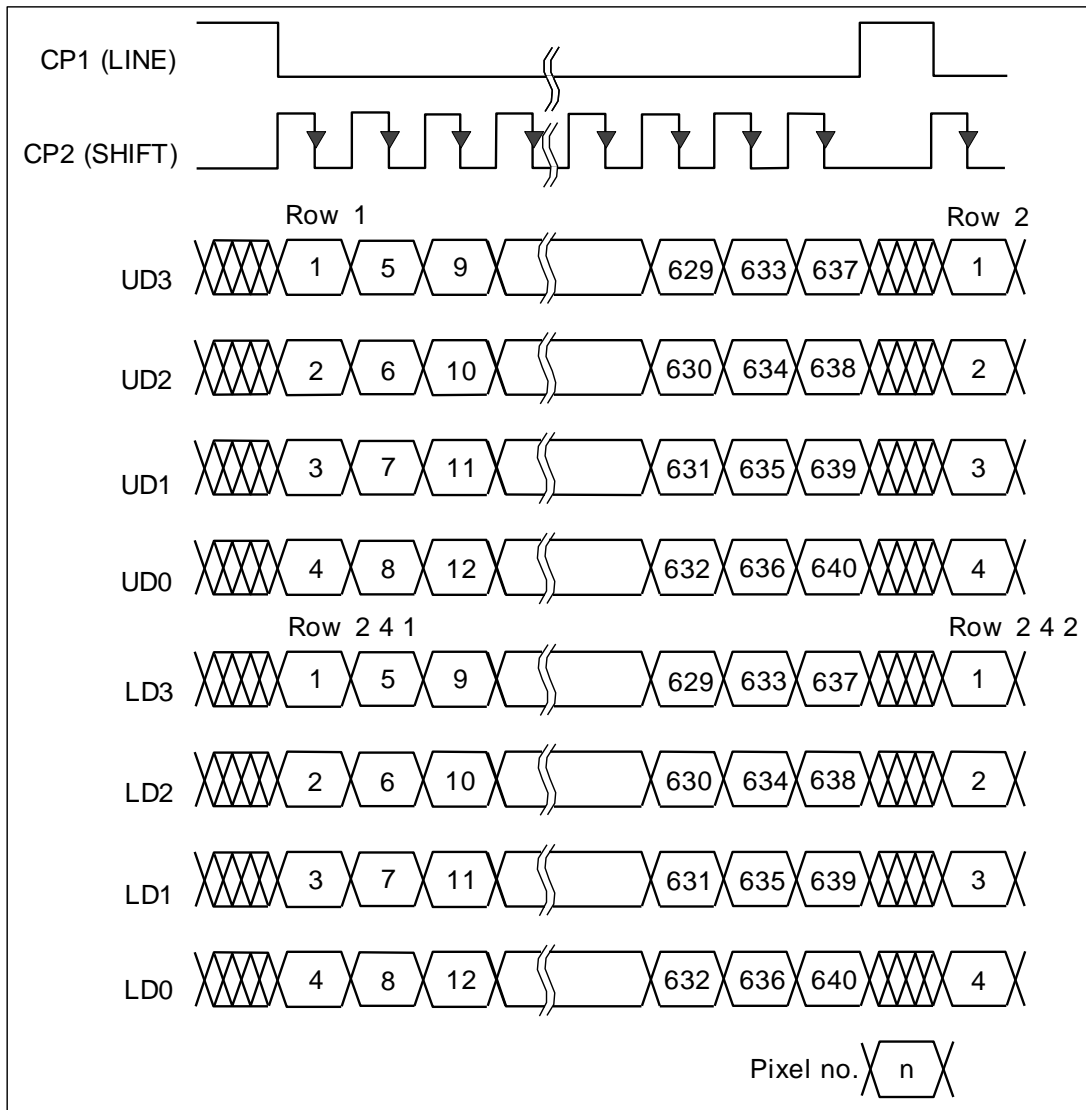 CP1 (LINE)
CP2 (SHIFT)
Row 1 Row 2
UD3 1 5 9 629 633 637 1
UD2 2 6 10 630 634 638 2
UD1 3 7 11 631 635 639 3
UD0 4 8 12 632 636 640 4
Row 2 4 1 Row 2 4 2
LD3 1 5 9 629 633 637 1
LD2 2 6 10 630 634 638 2
LD1 3 7 11 631 635 639 3
LD0 4 8 12 632 636 640 4
Pixel no. n